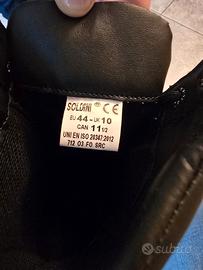 SOLDINI ® CE
EU 44 - UK 10
CAN 11 1/2
UNI EN ISO 20347:2012
712 O3 FO SRC
subito